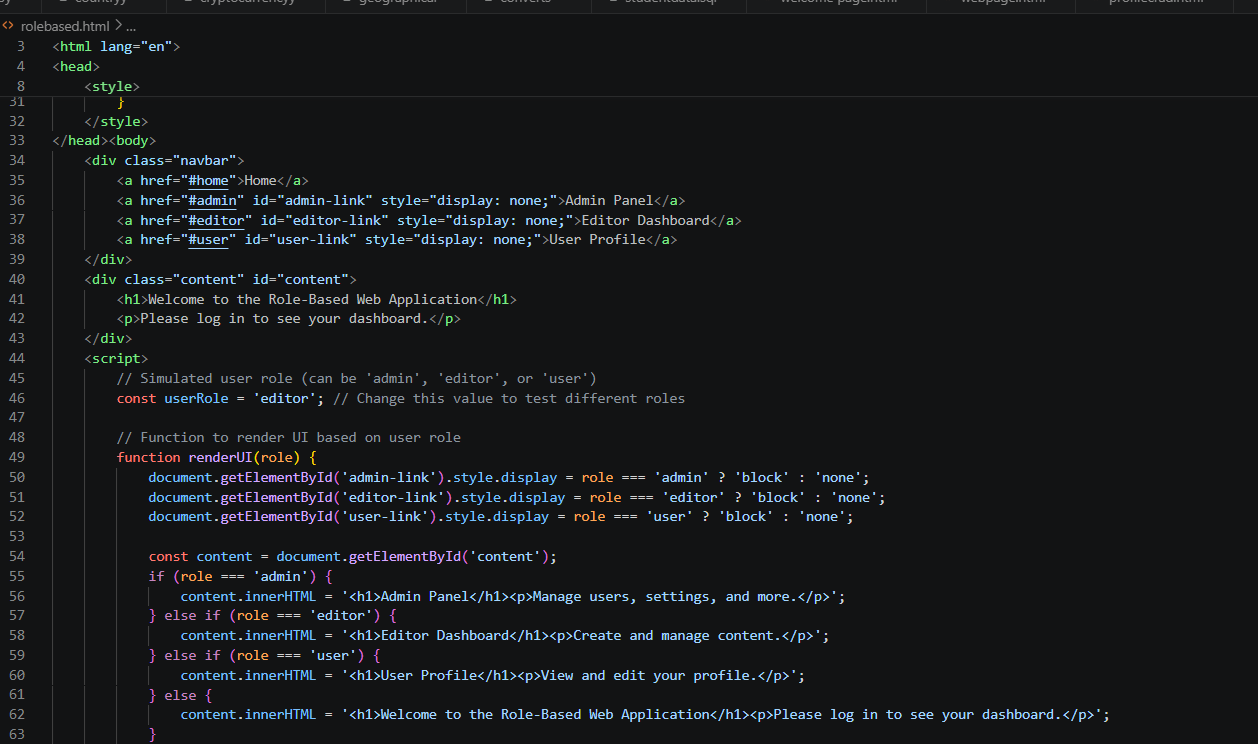 rolebased.html > ...
3 <html lang="en">
4 <head>
8     <style>
31         }
32     </style>
33 </head><body>
34     <div class="navbar">
35         <a href="#home">Home</a>
36         <a href="#admin" id="admin-link" style="display: none;">Admin Panel</a>
37         <a href="#editor" id="editor-link" style="display: none;">Editor Dashboard</a>
38         <a href="#user" id="user-link" style="display: none;">User Profile</a>
39     </div>
40     <div class="content" id="content">
41         <h1>Welcome to the Role-Based Web Application</h1>
42         <p>Please log in to see your dashboard.</p>
43     </div>
44     <script>
45         // Simulated user role (can be 'admin', 'editor', or 'user')
46         const userRole = 'editor'; // Change this value to test different roles
47
48         // Function to render UI based on user role
49         function renderUI(role) {
50             document.getElementById('admin-link').style.display = role === 'admin' ? 'block' : 'none';
51             document.getElementById('editor-link').style.display = role === 'editor' ? 'block' : 'none';
52             document.getElementById('user-link').style.display = role === 'user' ? 'block' : 'none';
53
54             const content = document.getElementById('content');
55             if (role === 'admin') {
56                 content.innerHTML = '<h1>Admin Panel</h1><p>Manage users, settings, and more.</p>';
57             } else if (role === 'editor') {
58                 content.innerHTML = '<h1>Editor Dashboard</h1><p>Create and manage content.</p>';
59             } else if (role === 'user') {
60                 content.innerHTML = '<h1>User Profile</h1><p>View and edit your profile.</p>';
61             } else {
62                 content.innerHTML = '<h1>Welcome to the Role-Based Web Application</h1><p>Please log in to see your dashboard.</p>';
63             }